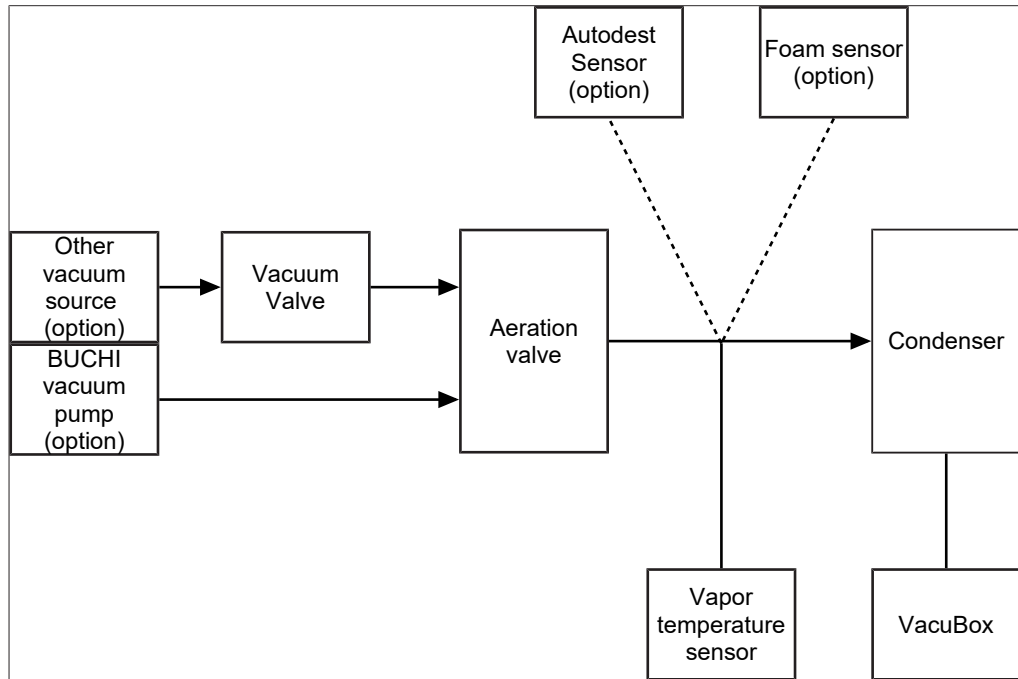 Autodest
Sensor
(option)
Foam sensor
(option)
Other
vacuum
source
(option)
Vacuum
Valve
Aeration
valve
Condenser
BUCHI
vacuum
pump
(option)
Vapor
temperature
sensor
VacuBox